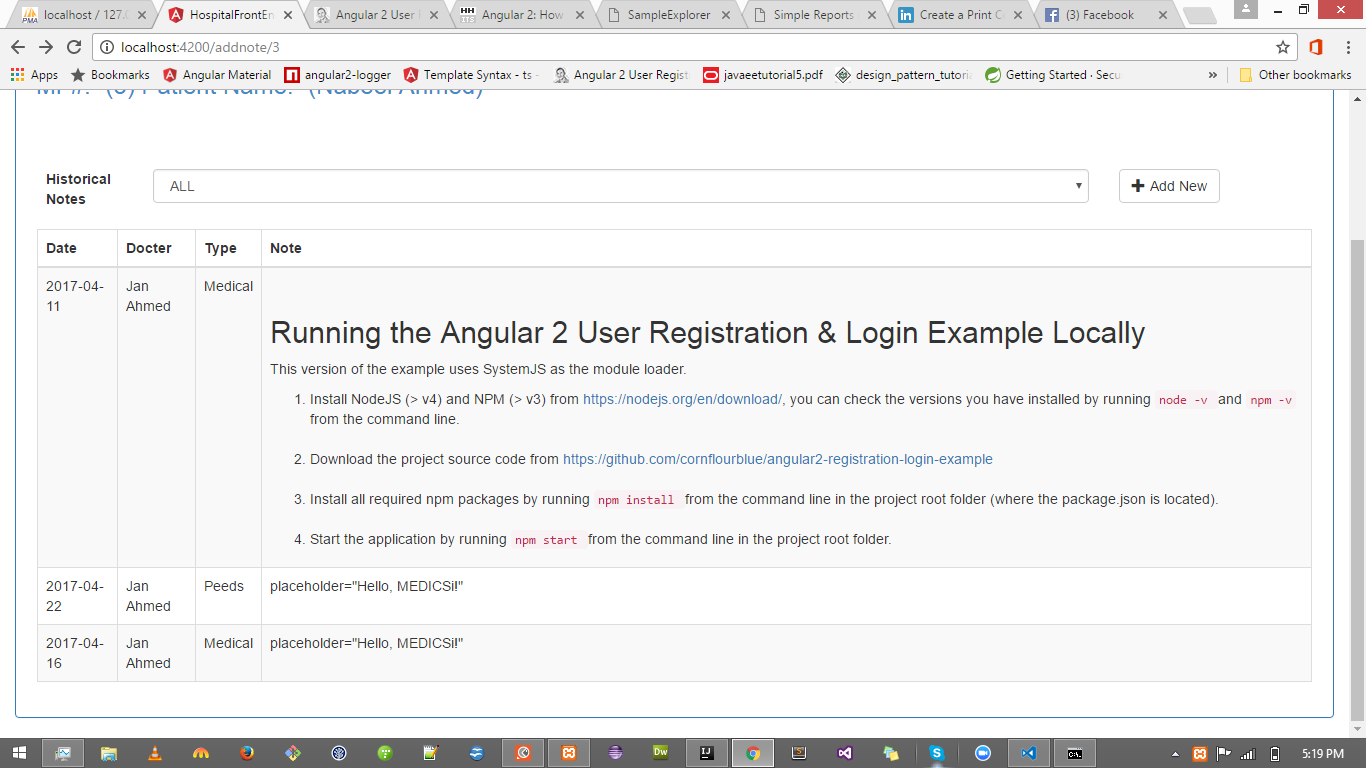 localhost / 127.0
HospitalFrontEn
Angular 2 User
Angular 2: How
SampleExplorer
Simple Reports
Create a Print C
(3) Facebook
localhost:4200/addnote/3
Apps
Bookmarks
Angular Material
angular2-logger
Template Syntax - ts -
Angular 2 User Regist
javaeetutorial5.pdf
design_pattern_tutoria
Getting Started · Secu
»
Other bookmarks
(3) Patient Name: (Nabeel Ahmed)
Historical
Notes
ALL
Add New
Date Docter Type Note
2017-04-
11
Jan
Ahmed
Medical
Running the Angular 2 User Registration & Login Example Locally
This version of the example uses SystemJS as the module loader.
1. Install NodeJS (> v4) and NPM (> v3) from https://nodejs.org/en/download/, you can check the versions you have installed by running node -v and npm -v
from the command line.
2. Download the project source code from https://github.com/cornflourblue/angular2-registration-login-example
3. Install all required npm packages by running npm install from the command line in the project root folder (where the package.json is located).
4. Start the application by running npm start from the command line in the project root folder.
2017-04-
22
Jan
Ahmed
Peeds
placeholder="Hello, MEDICSi!"
2017-04-
16
Jan
Ahmed
Medical
placeholder="Hello, MEDICSi!"
5:19 PM